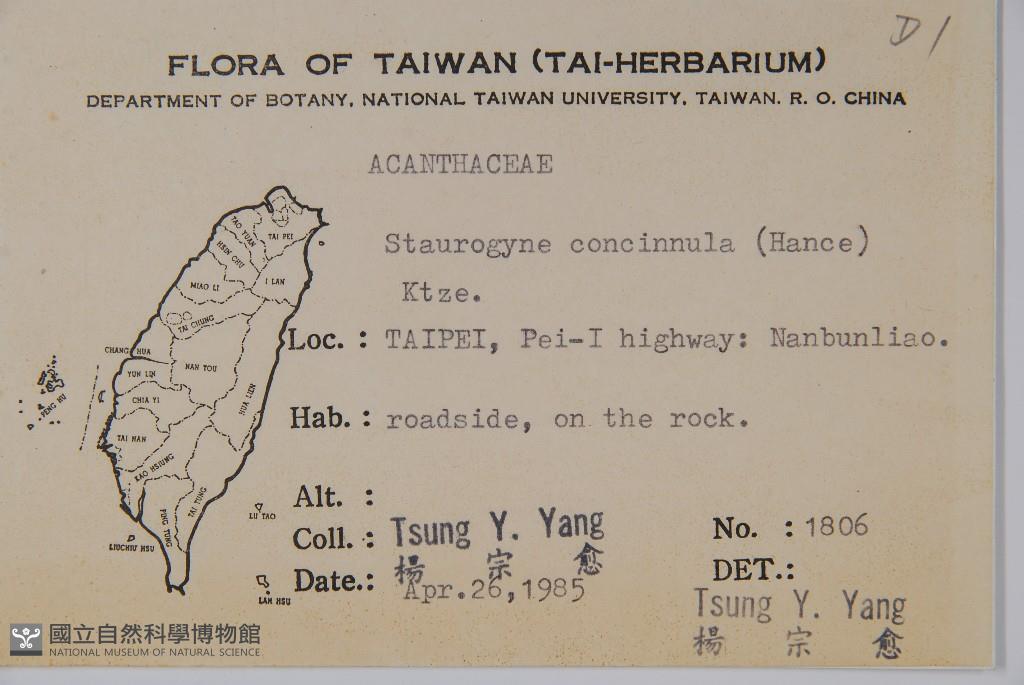 D 1
FLORA OF TAIWAN (TAI-HERBARIUM)
DEPARTMENT OF BOTANY, NATIONAL TAIWAN UNIVERSITY, TAIWAN. R. O. CHINA
ACANTHACEAE
Staurogyne concinnula (Hance)
Ktze.
Loc. : TAIPEI, Pei-I highway: Nanbunliao.
Hab. : roadside, on the rock.
Alt. :
Coll. : Tsung Y. Yang
楊 宗 愈
No. : 1806
Date.: Apr.26,1985
DET.:
Tsung Y. Yang
楊 宗 愈
TAO YUAN
TAI PEI
HSIN CHU
I LAN
MIAO LI
TAI CHUNG
CHANG HUA
NAN TOU
YUN LIN
HUA LIEN
CHIA YI
PENG HU
TAI NAN
KAO HSIUNG
TAI TUNG
PING TUNG
LU TAO
LIUCHIU HSU
LAN HSU
國立自然科學博物館
NATIONAL MUSEUM OF NATURAL SCIENCE